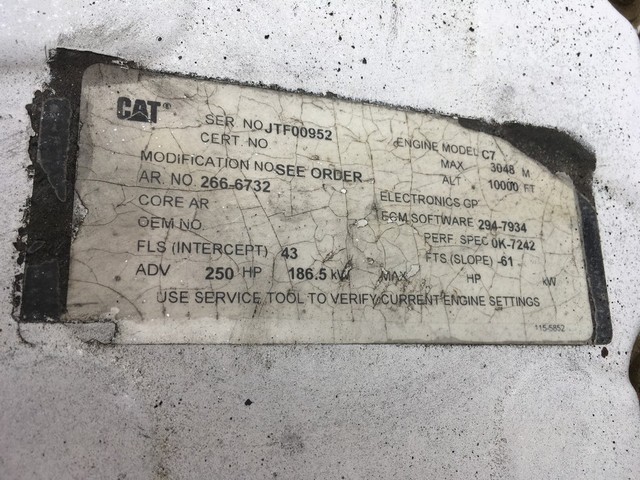 CAT®
SER NO JTF00952
CERT NO
MODIFICATION NO SEE ORDER
AR. NO. 266-6732
CORE AR
OEM NO.
FLS (INTERCEPT) 43
ADV 250 HP 186.5 kW MAX HP kW
ENGINE MODEL C7
MAX 3048 M
ALT 10000 FT
ELECTRONICS GP
ECM SOFTWARE 294-7934
PERF. SPEC 0K-7242
FTS (SLOPE) -61
USE SERVICE TOOL TO VERIFY CURRENT ENGINE SETTINGS
115-5852